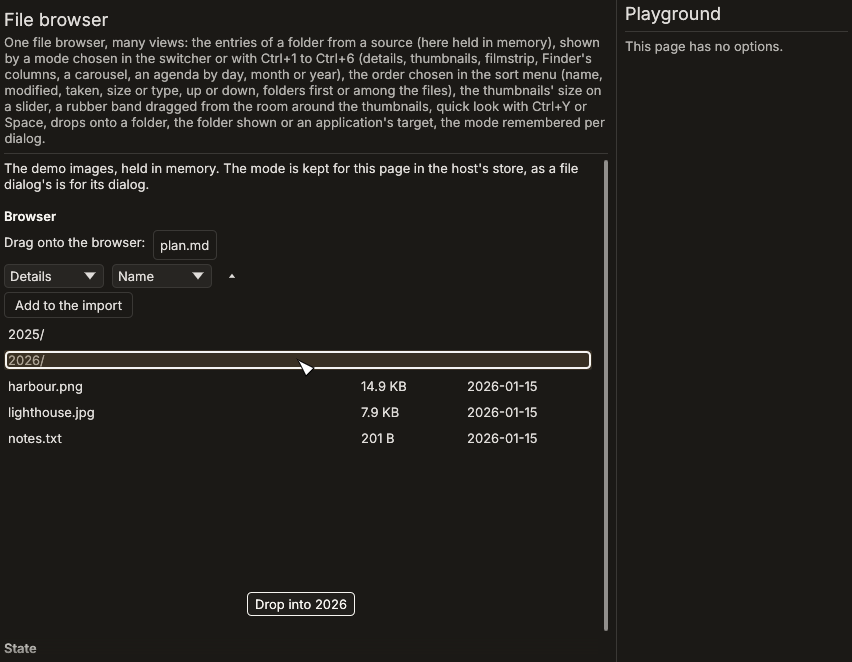 File browser
One file browser, many views: the entries of a folder from a source (here held in memory), shown
by a mode chosen in the switcher or with Ctrl+1 to Ctrl+6 (details, thumbnails, filmstrip, Finder's
columns, a carousel, an agenda by day, month or year), the order chosen in the sort menu (name,
modified, taken, size or type, up or down, folders first or among the files), the thumbnails' size on
a slider, a rubber band dragged from the room around the thumbnails, quick look with Ctrl+Y or
Space, drops onto a folder, the folder shown or an application's target, the mode remembered per
dialog.
The demo images, held in memory. The mode is kept for this page in the host's store, as a file
dialog's is for its dialog.
Browser
Drag onto the browser: plan.md
Details Name
Add to the import
2025/
2026/
harbour.png 14.9 KB 2026-01-15
lighthouse.jpg 7.9 KB 2026-01-15
notes.txt 201 B 2026-01-15
Drop into 2026
State
Playground
This page has no options.